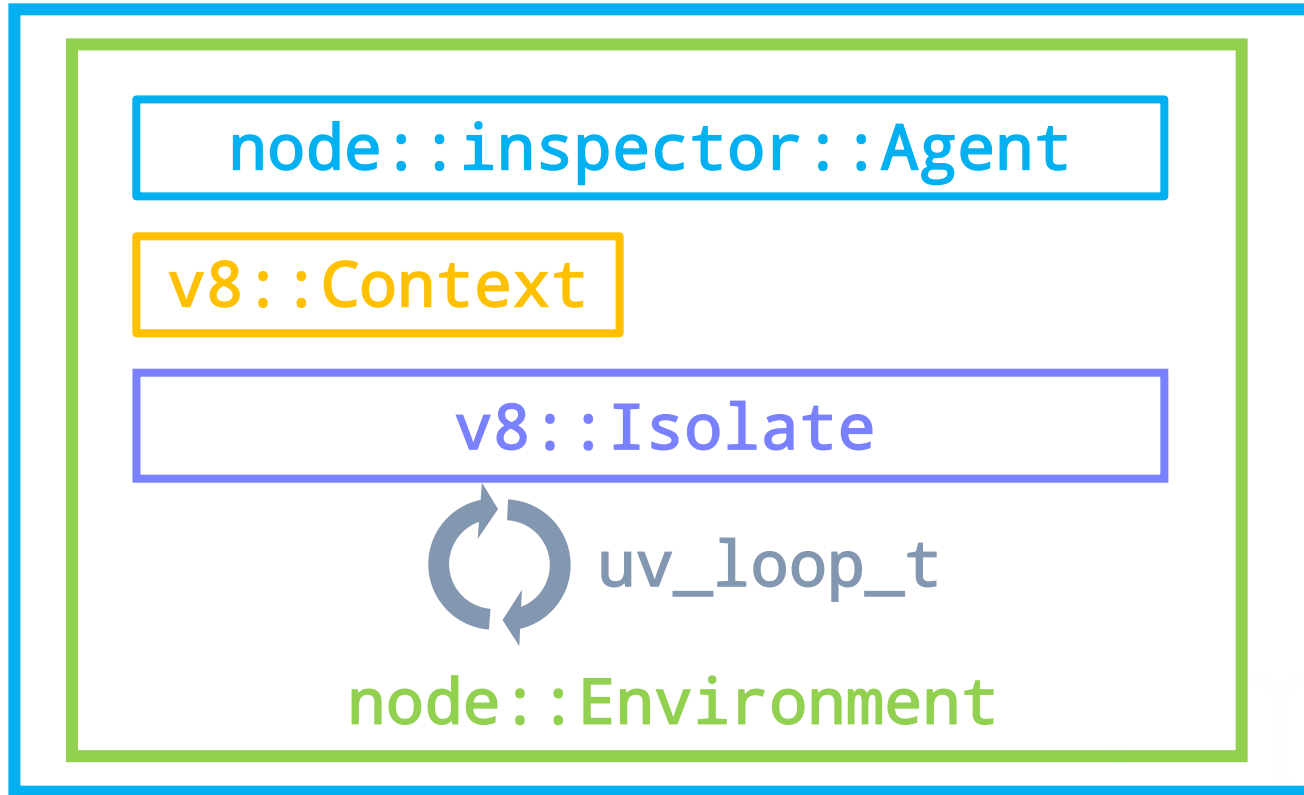 node::inspector::Agent
v8::Context
v8::Isolate
uv_loop_t
node::Environment